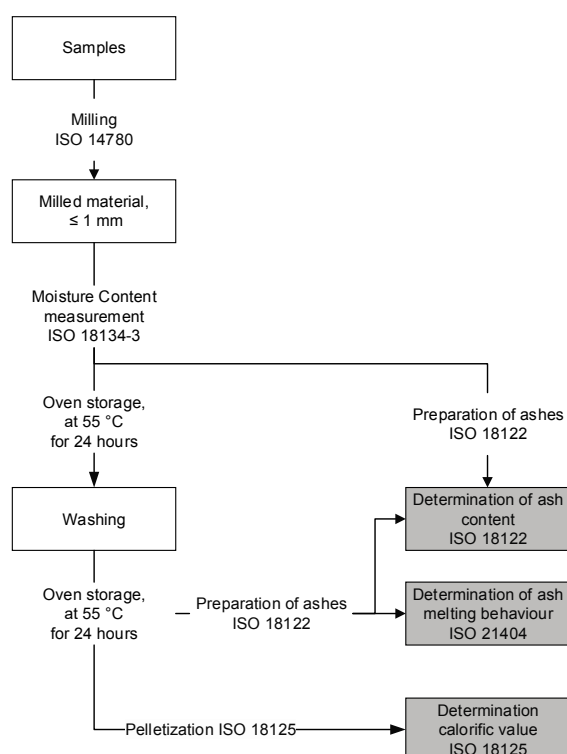 Samples
Milling
ISO 14780
Milled material,
≤ 1 mm
Moisture Content
measurement
ISO 18134-3
Oven storage,
at 55 °C
for 24 hours
Preparation of ashes
ISO 18122
Washing
Determination of ash
content
ISO 18122
Oven storage,
at 55 °C
for 24 hours
Preparation of ashes
ISO 18122
Determination of ash
melting behaviour
ISO 21404
Pelletization ISO 18125
Determination
calorific value
ISO 18125